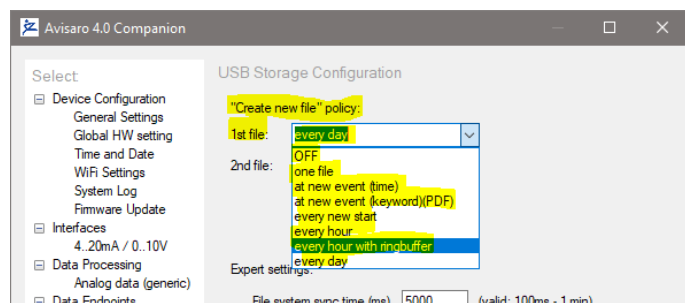 Avisaro 4.0 Companion
Select:
Device Configuration
General Settings
Global HW setting
Time and Date
WiFi Settings
System Log
Firmware Update
Interfaces
4..20mA / 0..10V
Data Processing
Analog data (generic)
Data Endpoints
USB Storage Configuration
"Create new file" policy:
1st file: every day
2nd file:
OFF
one file
at new event (time)
at new event (keyword)(PDF)
every new start
every hour
every hour with ringbuffer
every day
Expert settings:
File system sync time (ms) 5000 (valid: 100ms - 1 min)